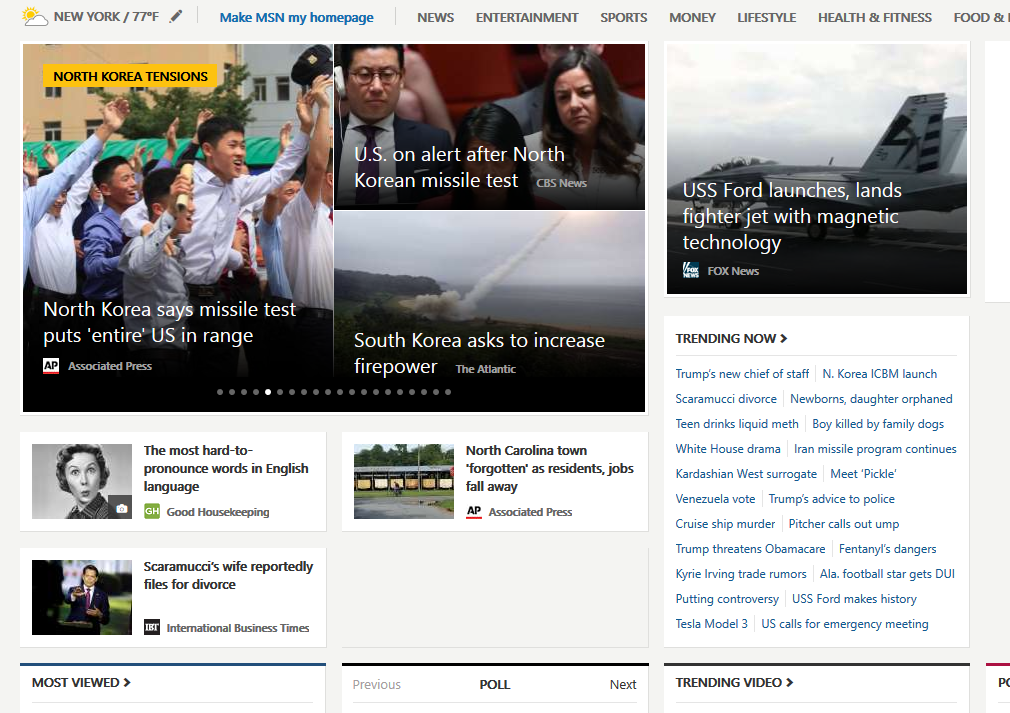 NEW YORK / 77°F
Make MSN my homepage
NEWS
ENTERTAINMENT
SPORTS
MONEY
LIFESTYLE
HEALTH & FITNESS
FOOD &
NORTH KOREA TENSIONS
North Korea says missile test
puts 'entire' US in range
AP Associated Press
U.S. on alert after North
Korean missile test CBS News
South Korea asks to increase
firepower The Atlantic
USS Ford launches, lands
fighter jet with magnetic
technology
FOX NEWS FOX News
The most hard-to-
pronounce words in English
language
GH Good Housekeeping
North Carolina town
'forgotten' as residents, jobs
fall away
AP Associated Press
Scaramucci's wife reportedly
files for divorce
IBT International Business Times
TRENDING NOW
Trump's new chief of staff N. Korea ICBM launch
Scaramucci divorce Newborns, daughter orphaned
Teen drinks liquid meth Boy killed by family dogs
White House drama Iran missile program continues
Kardashian West surrogate Meet 'Pickle'
Venezuela vote Trump's advice to police
Cruise ship murder Pitcher calls out ump
Trump threatens Obamacare Fentanyl's dangers
Kyrie Irving trade rumors Ala. football star gets DUI
Putting controversy USS Ford makes history
Tesla Model 3 US calls for emergency meeting
MOST VIEWED
Previous POLL Next
TRENDING VIDEO